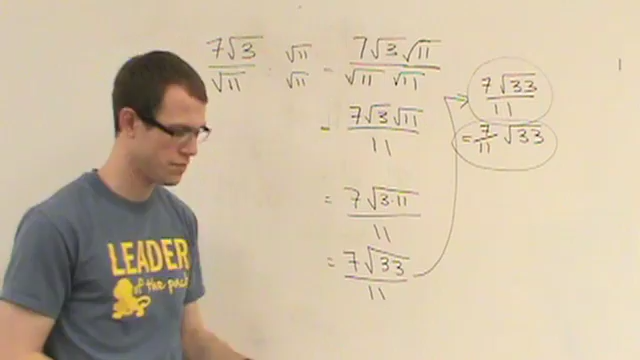 7√3/√11 · √11/√11 = 7√3·√11/√11 √11
= 7√3√11/11
= 7√3·11/11
= 7√33/11
7√33/11
= 7/11 √33
LEADER
of the pack